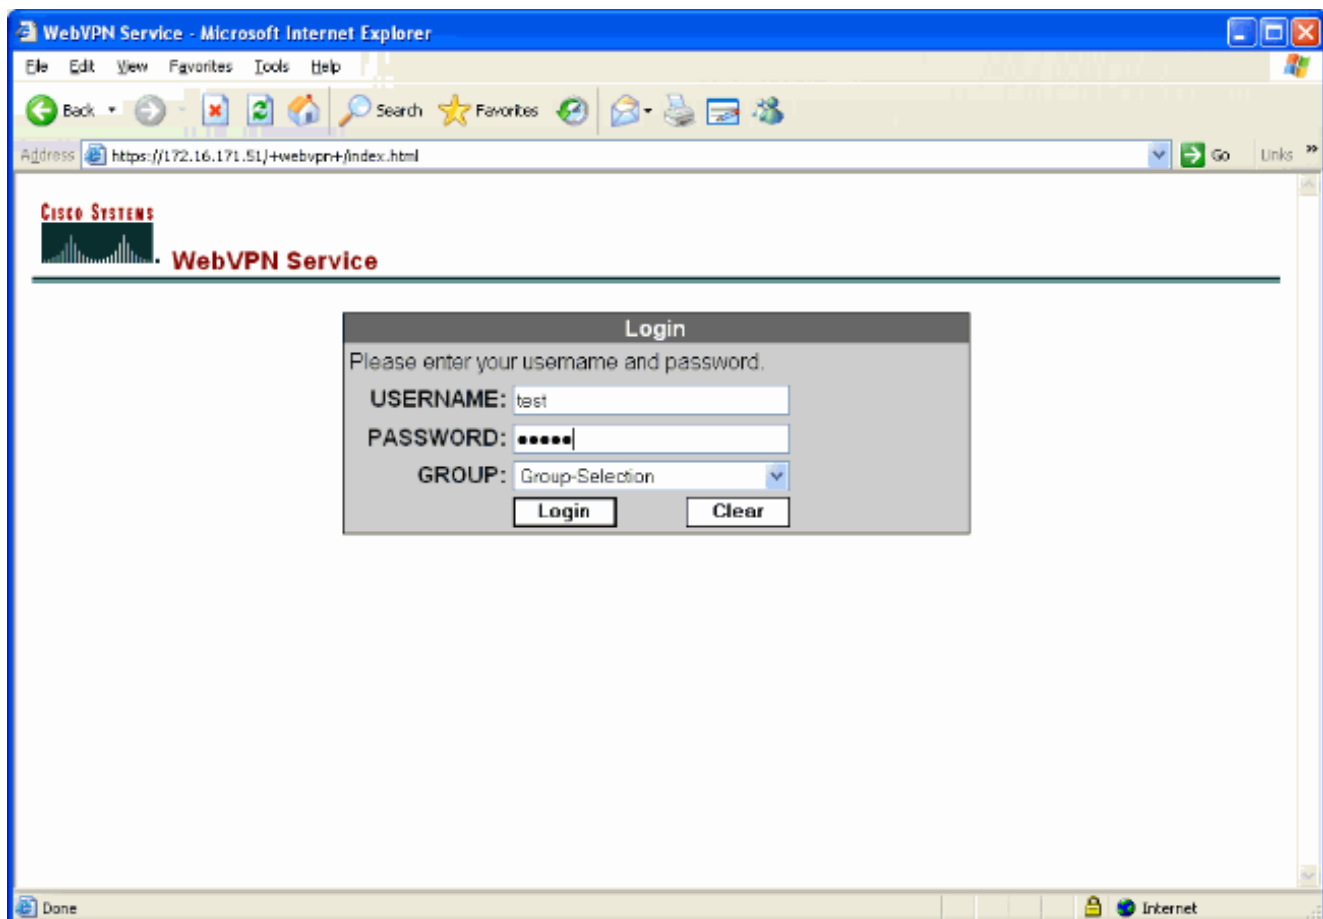 WebVPN Service - Microsoft Internet Explorer
File Edit View Favorites Tools Help
Back Search Favorites
Address https://172.16.171.51/+webvpn+/index.html Go Links »
CISCO SYSTEMS
WebVPN Service
Login
Please enter your username and password.
USERNAME: test
PASSWORD: •••••
GROUP: Group-Selection
Login Clear
Done Internet